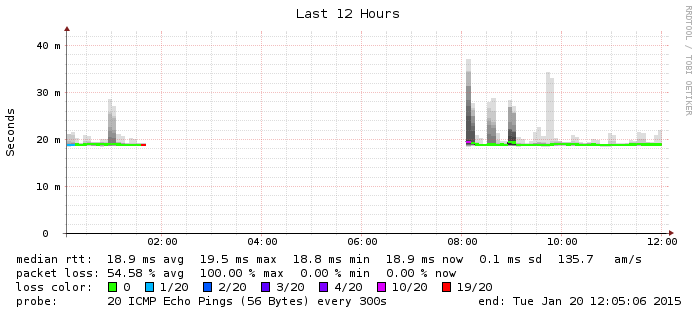 Last 12 Hours
RRDTOOL / TOBI OETIKER
Seconds
40 m
30 m
20 m
10 m
0
02:00 04:00 06:00 08:00 10:00 12:00
median rtt: 18.9 ms avg 19.5 ms max 18.8 ms min 18.9 ms now 0.1 ms sd 135.7 am/s
packet loss: 54.58 % avg 100.00 % max 0.00 % min 0.00 % now
loss color: 0 1/20 2/20 3/20 4/20 10/20 19/20
probe: 20 ICMP Echo Pings (56 Bytes) every 300s end: Tue Jan 20 12:05:06 2015